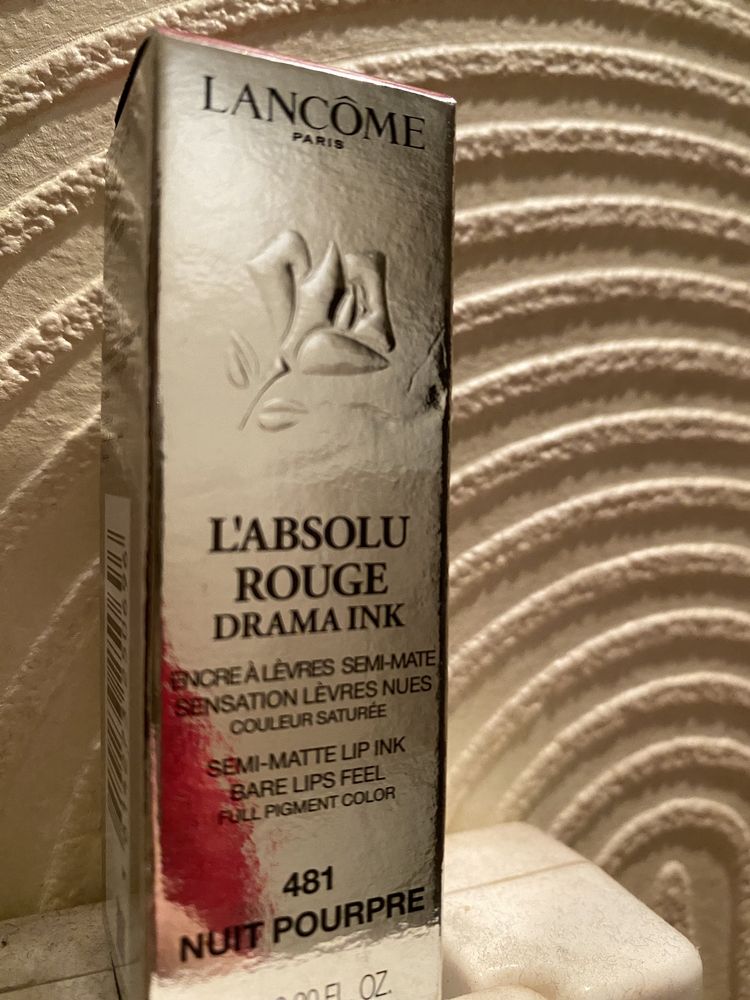 LANCÔME
PARIS
L'ABSOLU
ROUGE
DRAMA INK
ENCRE À LÈVRES SEMI-MATE
SENSATION LÈVRES NUES
COULEUR SATURÉE
SEMI-MATTE LIP INK
BARE LIPS FEEL
FULL PIGMENT COLOR
481
NUIT POURPRE
FL. OZ.